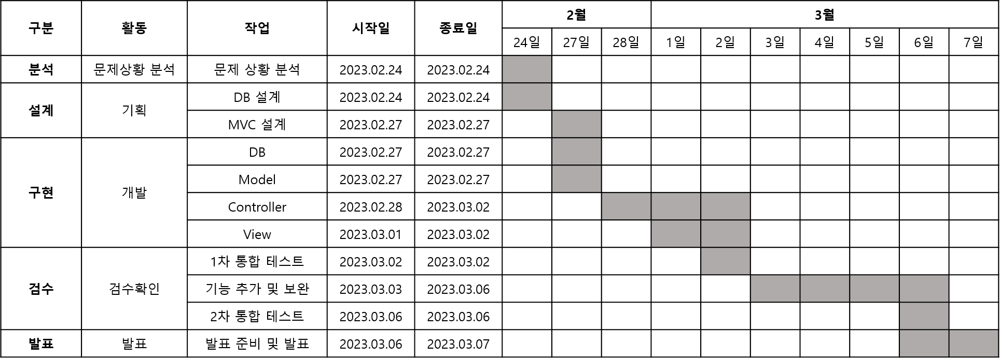 구분 활동 작업 시작일 종료일 2월 3월
24일 27일 28일 1일 2일 3일 4일 5일 6일 7일
분석 문제상황 분석 문제 상황 분석 2023.02.24 2023.02.24
설계 기획 DB 설계 2023.02.24 2023.02.24
MVC 설계 2023.02.27 2023.02.27
구현 개발 DB 2023.02.27 2023.02.27
Model 2023.02.27 2023.02.27
Controller 2023.02.28 2023.03.02
View 2023.03.01 2023.03.02
검수 검수확인 1차 통합 테스트 2023.03.02 2023.03.02
기능 추가 및 보완 2023.03.03 2023.03.06
2차 통합 테스트 2023.03.06 2023.03.06
발표 발표 발표 준비 및 발표 2023.03.06 2023.03.07